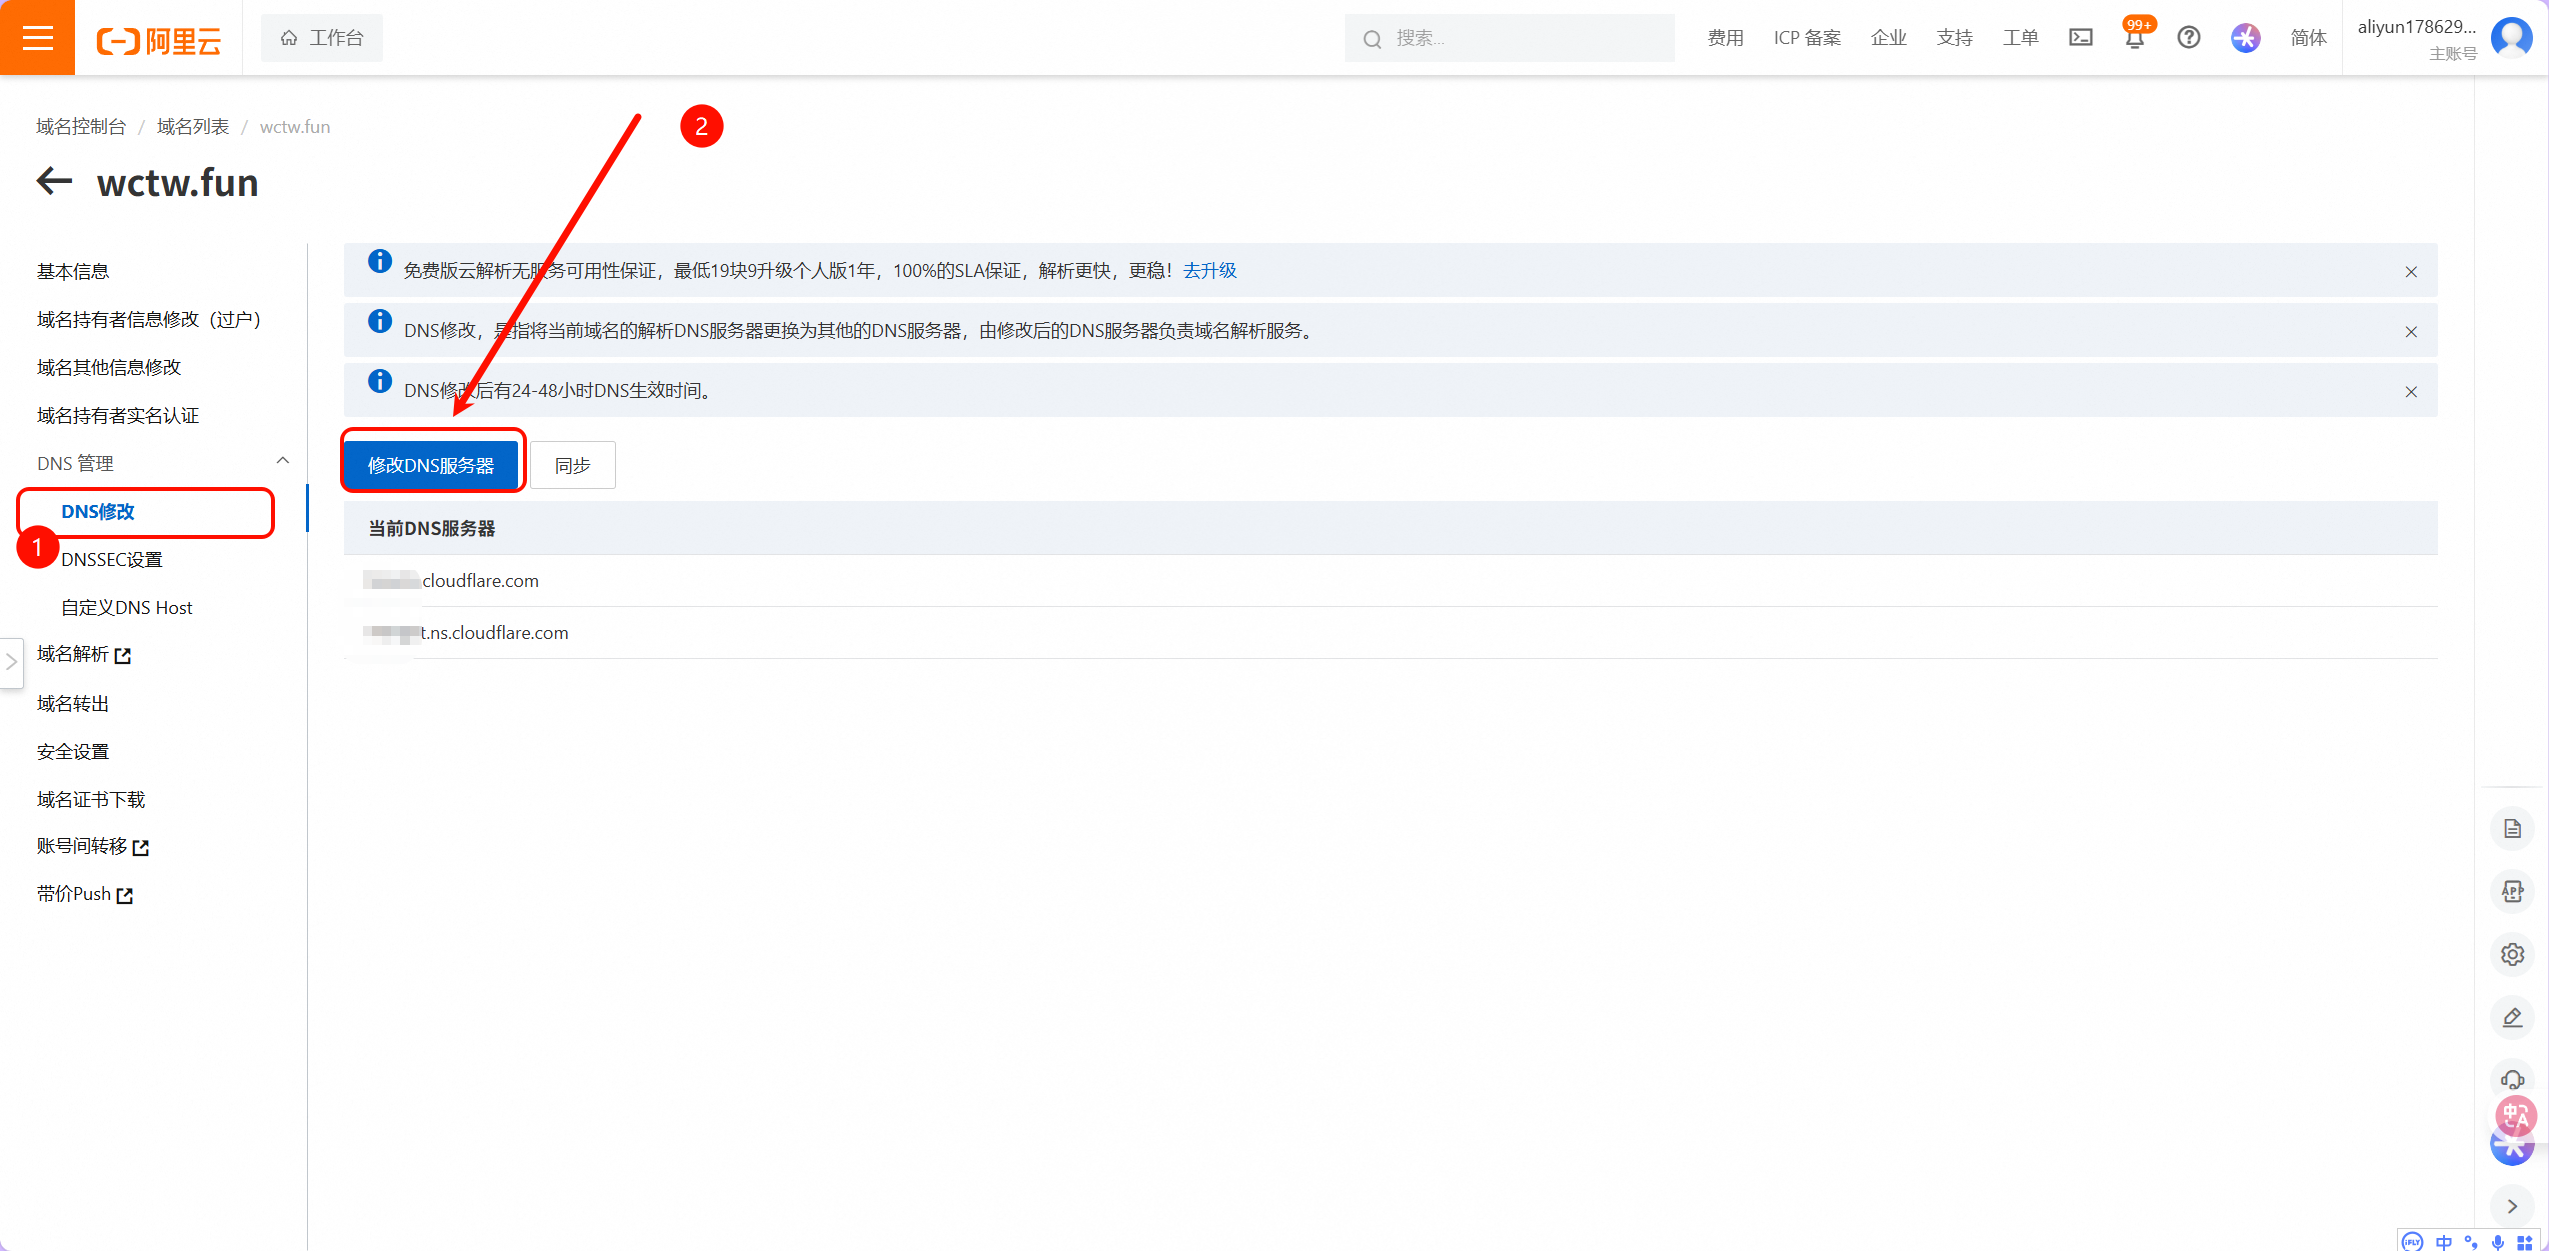 阿里云
工作台
搜索...
费用
ICP 备案
企业
支持
工单
99+
简体
aliyun178629...
主账号
域名控制台 / 域名列表 / wctw.fun
2
wctw.fun
基本信息
域名持有者信息修改（过户）
域名其他信息修改
域名持有者实名认证
DNS 管理
DNS修改
1
DNSSEC设置
自定义DNS Host
域名解析
域名转出
安全设置
域名证书下载
账号间转移
带价Push
免费版云解析无服务可用性保证，最低19块9升级个人版1年，100%的SLA保证，解析更快，更稳！去升级
DNS修改，是指将当前域名的解析DNS服务器更换为其他的DNS服务器，由修改后的DNS服务器负责域名解析服务。
DNS修改后有24-48小时DNS生效时间。
修改DNS服务器
同步
当前DNS服务器
cloudflare.com
t.ns.cloudflare.com
APP
中
A
iFLY
中